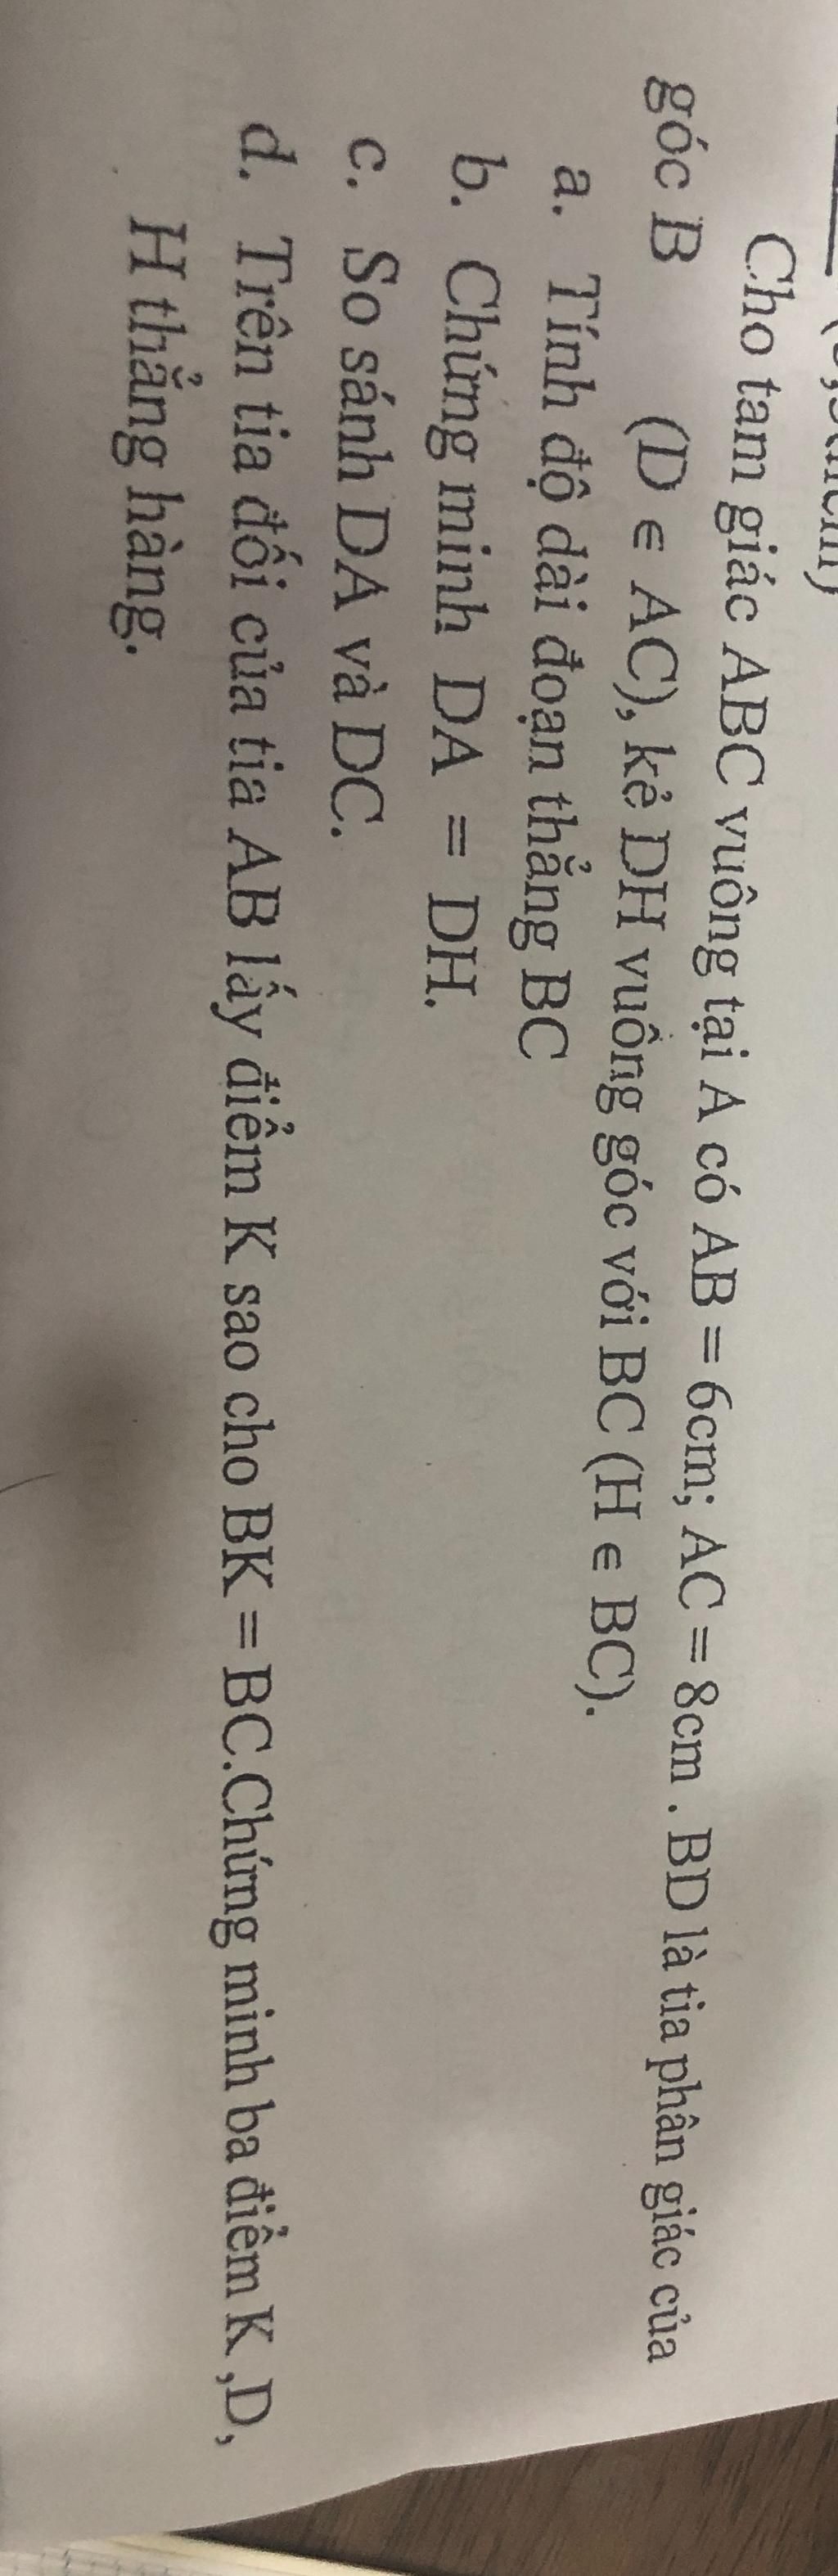 Cho tam giác ABC vuông tại A có AB = 6cm; AC = 8cm . BD là tia phân giác của
góc B (D ∈ AC), kẻ DH vuông góc với BC (H ∈ BC).
a. Tính độ dài đoạn thẳng BC
b. Chứng minh DA = DH.
c. So sánh DA và DC.
d. Trên tia đối của tia AB lấy điểm K sao cho BK = BC.Chứng minh ba điểm K ,D,
H thẳng hàng.